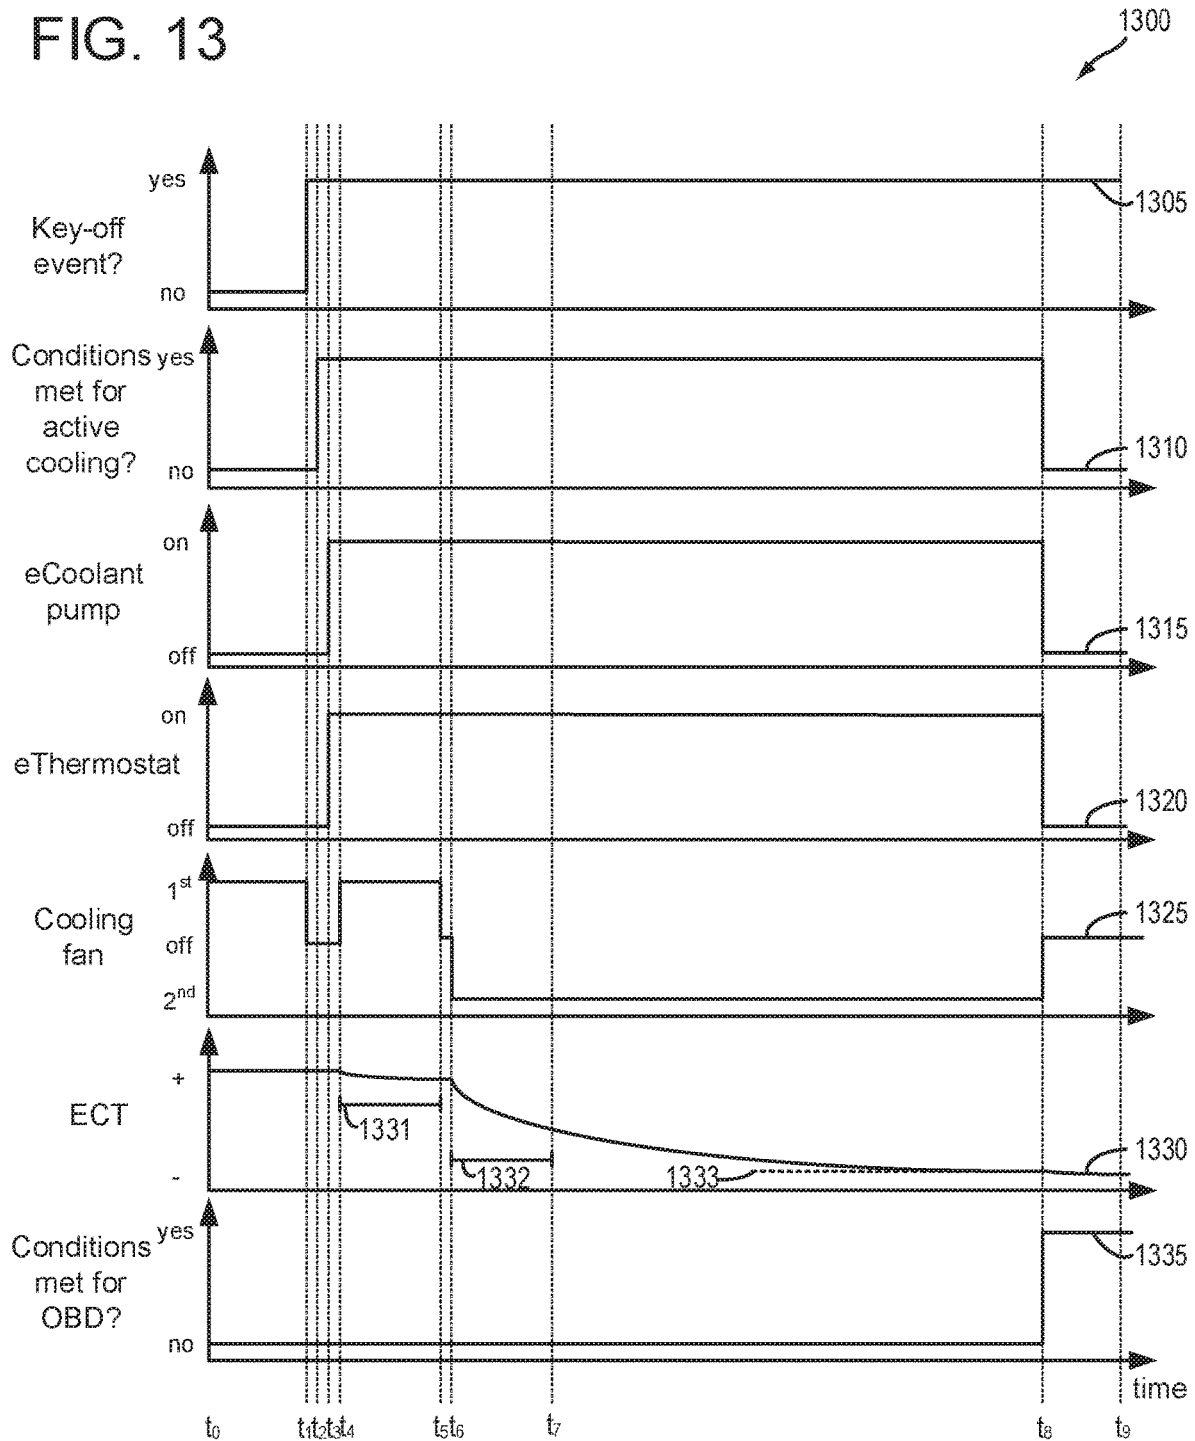 FIG. 13
1300
yes
Key-off
event?
no
1305
Conditions
met for
active
cooling?
yes
no
1310
on
eCoolant
pump
off
1315
on
eThermostat
off
1320
1st
Cooling
fan
off
2nd
1325
+
ECT
-
1331
1332
1333
1330
yes
Conditions
met for
OBD?
no
1335
time
t0 t1 t2 t3 t4 t5 t6 t7 t8 t9